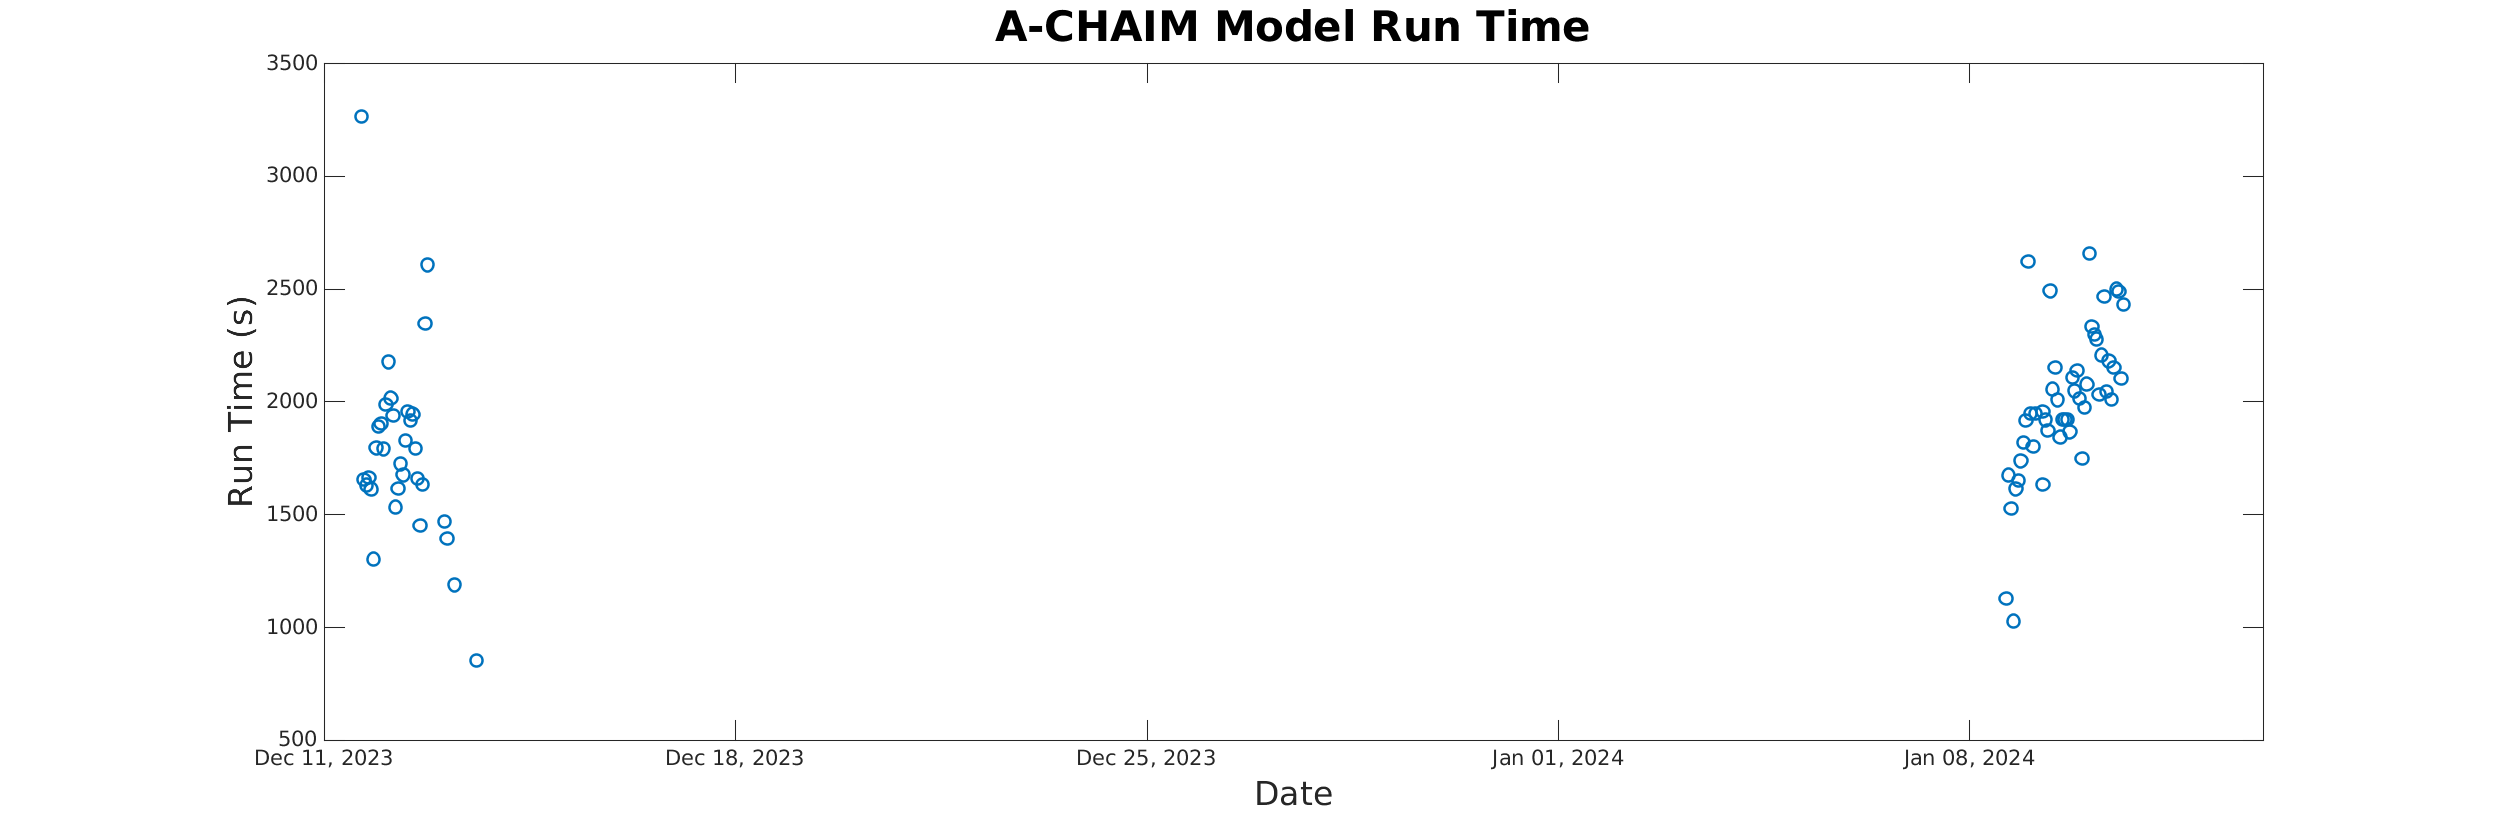 A-CHAIM Model Run Time
3500
3000
2500
2000
1500
1000
500
Run Time (s)
Dec 11, 2023 Dec 18, 2023 Dec 25, 2023 Jan 01, 2024 Jan 08, 2024
Date